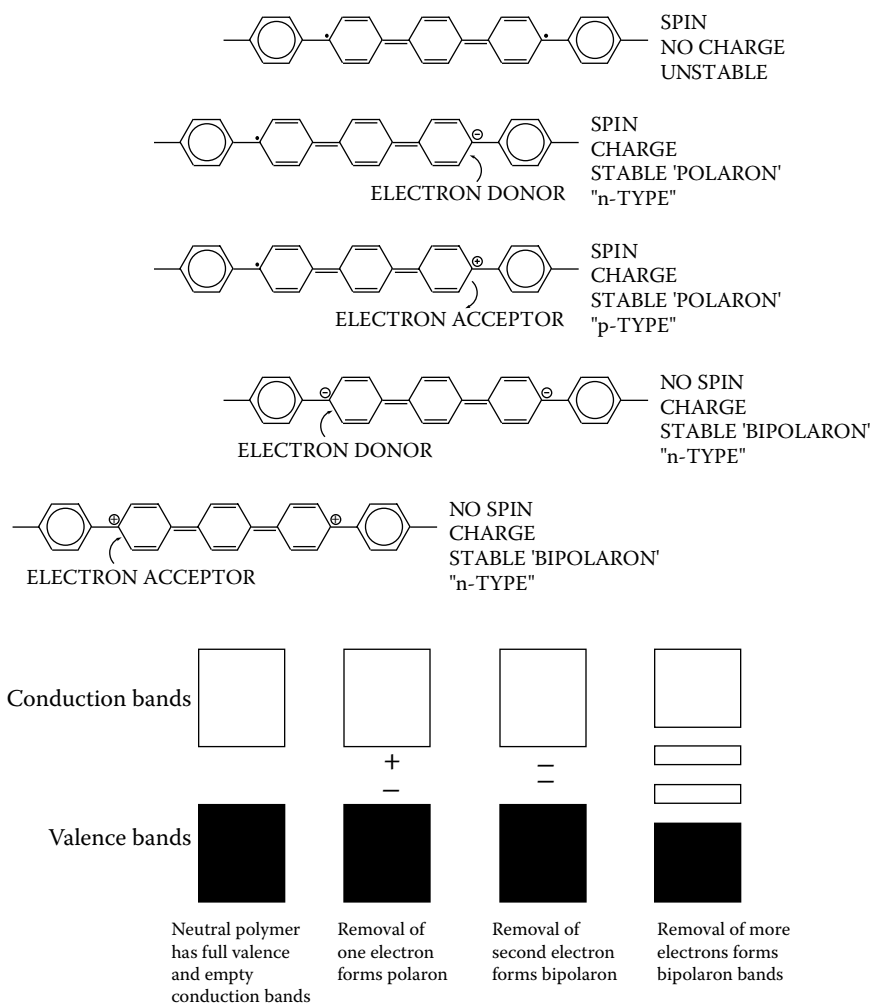 SPIN
NO CHARGE
UNSTABLE
SPIN
CHARGE
STABLE 'POLARON'
"n-TYPE"
ELECTRON DONOR
SPIN
CHARGE
STABLE 'POLARON'
"p-TYPE"
ELECTRON ACCEPTOR
NO SPIN
CHARGE
STABLE 'BIPOLARON'
"n-TYPE"
ELECTRON DONOR
NO SPIN
CHARGE
STABLE 'BIPOLARON'
"n-TYPE"
ELECTRON ACCEPTOR
Conduction bands
Valence bands
Neutral polymer
has full valence
and empty
conduction bands
Removal of
one electron
forms polaron
Removal of
second electron
forms bipolaron
Removal of more
electrons forms
bipolaron bands